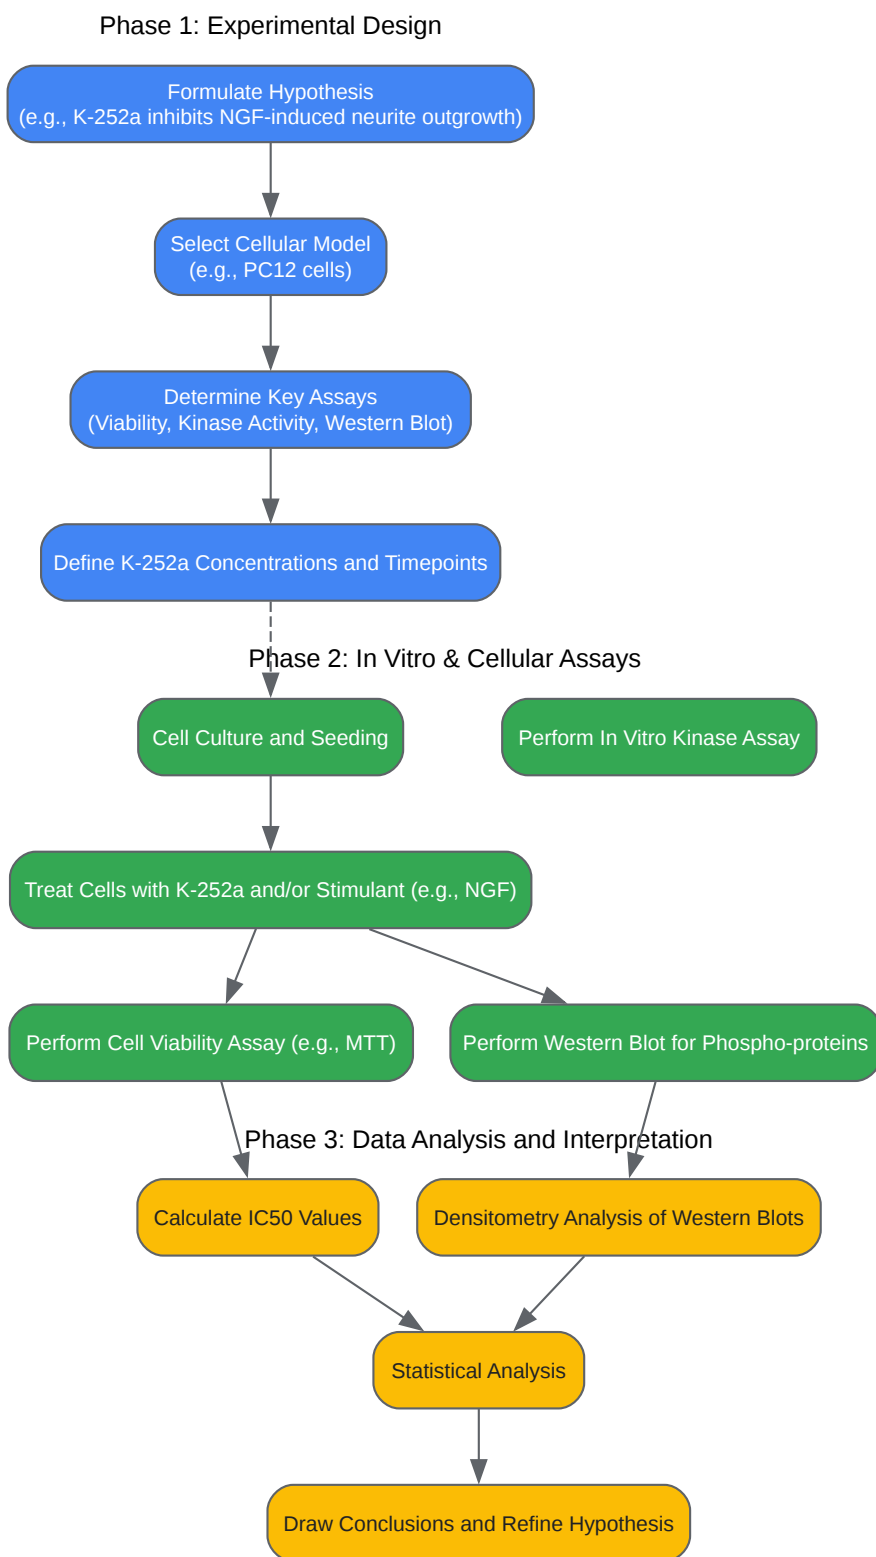 Phase 1: Experimental Design
Formulate Hypothesis
(e.g., K-252a inhibits NGF-induced neurite outgrowth)
Select Cellular Model
(e.g., PC12 cells)
Determine Key Assays
(Viability, Kinase Activity, Western Blot)
Define K-252a Concentrations and Timepoints
Phase 2: In Vitro & Cellular Assays
Cell Culture and Seeding
Perform In Vitro Kinase Assay
Treat Cells with K-252a and/or Stimulant (e.g., NGF)
Perform Cell Viability Assay (e.g., MTT)
Perform Western Blot for Phospho-proteins
Phase 3: Data Analysis and Interpretation
Calculate IC50 Values
Densitometry Analysis of Western Blots
Statistical Analysis
Draw Conclusions and Refine Hypothesis